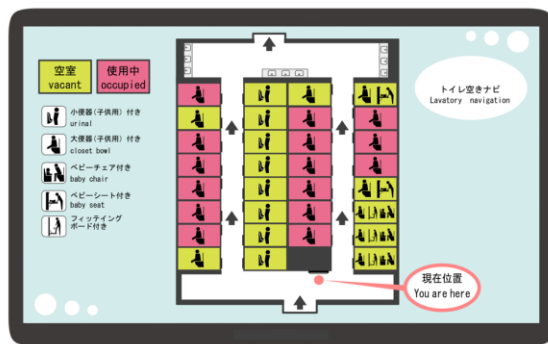 空室
vacant
使用中
occupied
トイレ空きナビ
Lavatory navigation
小便器(子供用)付き
urinal
大便器(子供用)付き
closet bowl
ベビーチェア付き
baby chair
ベビーシート付き
baby seat
フィッティング
ボード付き
現在位置
You are here